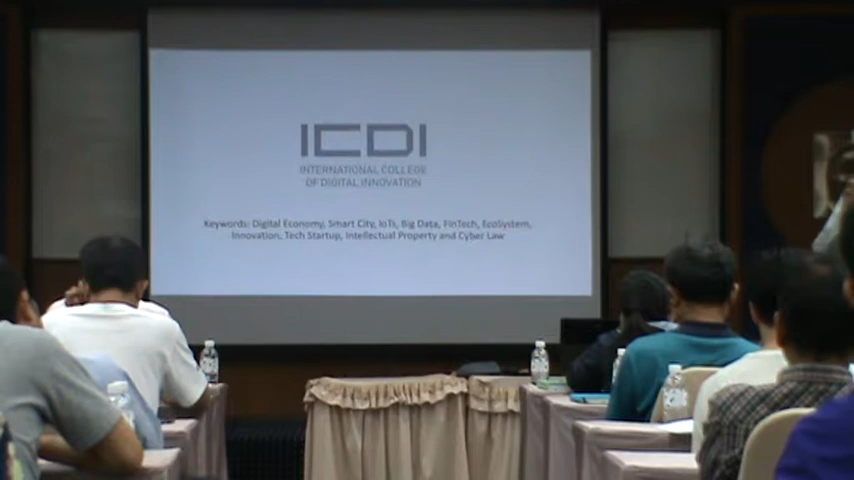 ICDI
INTERNATIONAL COLLEGE
OF DIGITAL INNOVATION
Keywords: Digital Economy, Smart City, IoTs, Big Data, FinTech, EcoSystem,
Innovation, Tech Startup, Intellectual Property and Cyber Law